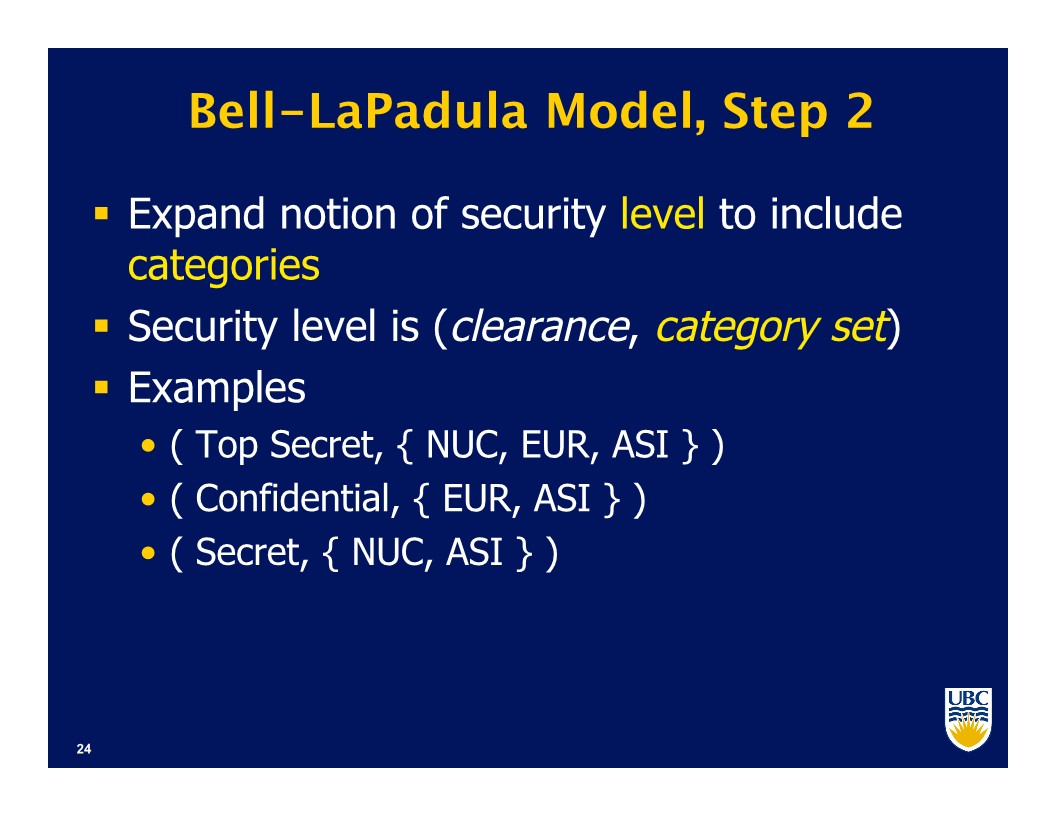 Bell-LaPadula Model, Step 2
▪ Expand notion of security level to include
categories
▪ Security level is (clearance, category set)
▪ Examples
• ( Top Secret, { NUC, EUR, ASI } )
• ( Confidential, { EUR, ASI } )
• ( Secret, { NUC, ASI } )
UBC
24